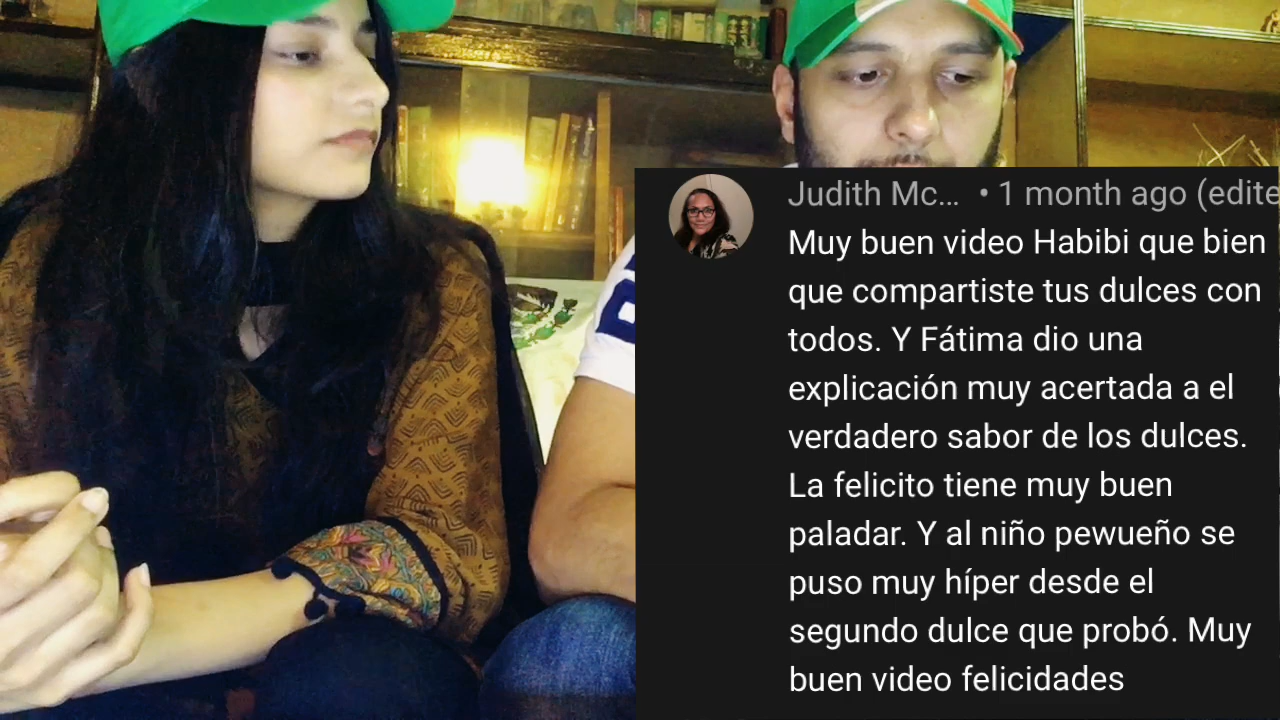 Judith Mc... • 1 month ago (edite
Muy buen video Habibi que bien
que compartiste tus dulces con
todos. Y Fátima dio una
explicación muy acertada a el
verdadero sabor de los dulces.
La felicito tiene muy buen
paladar. Y al niño pewueño se
puso muy híper desde el
segundo dulce que probó. Muy
buen video felicidades